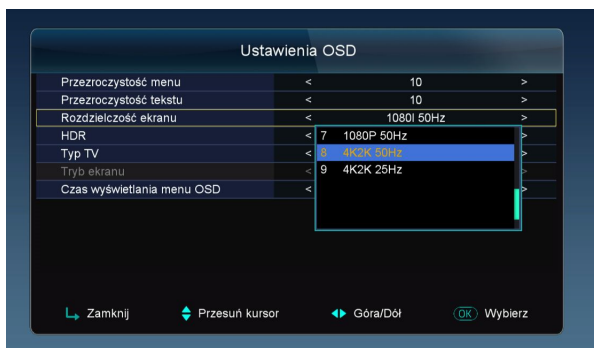 Ustawienia OSD
Przezroczystość menu < 10 >
Przezroczystość tekstu < 10 >
Rozdzielczość ekranu < 1080I 50Hz >
HDR < >
7 1080P 50Hz
Typ TV < >
8 4K2K 50Hz
Tryb ekranu < >
9 4K2K 25Hz
Czas wyświetlania menu OSD < >
Zamknij Przesuń kursor Góra/Dół OK Wybierz